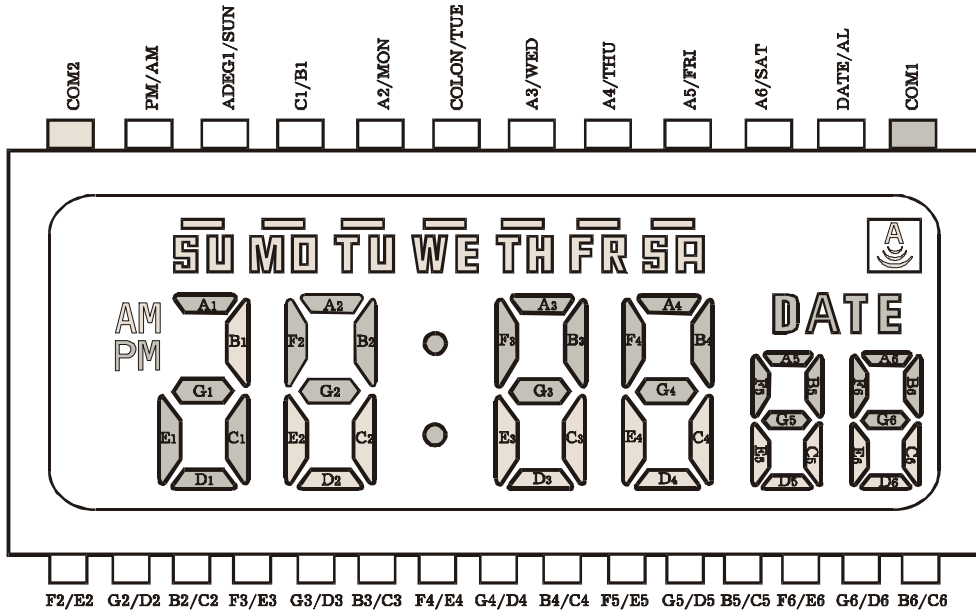 COM2 PM/AM ADEG1/SUN C1/B1 A2/MON COLON/TUE A3/WED A4/THU A5/FRI A6/SAT DATE/AL COM1
SU MO TU WE TH FR SA A
AM
PM
DATE
A1 A2 A3 A4
B1 F2 B2 F3 B3 F4 B4
A5 A6
F5 B5 F6 B6
G1 G2 G3 G4
G5 G6
E1 C1 E2 C2 E3 C3 E4 C4
E5 C5 E6 C6
D1 D2 D3 D4 D5 D6
F2/E2 G2/D2 B2/C2 F3/E3 G3/D3 B3/C3 F4/E4 G4/D4 B4/C4 F5/E5 G5/D5 B5/C5 F6/E6 G6/D6 B6/C6